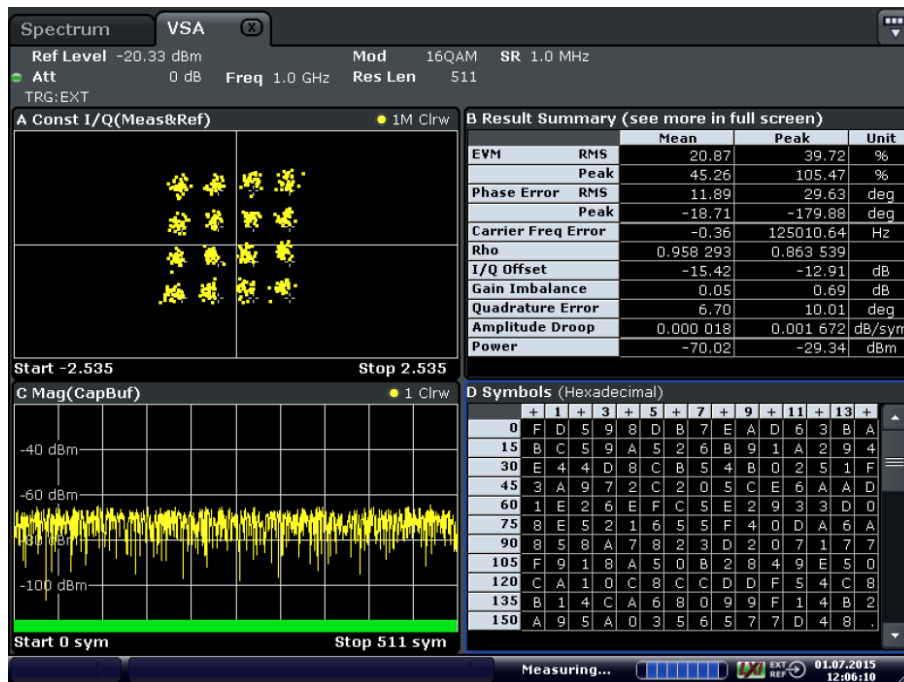 Spectrum VSA X
Ref Level -20.33 dBm Mod 16QAM SR 1.0 MHz
Att 0 dB Freq 1.0 GHz Res Len 511
TRG:EXT
A Const I/Q(Meas&Ref) 1M Clrw
Start -2.535 Stop 2.535
B Result Summary (see more in full screen)
Mean Peak Unit
EVM RMS 20.87 39.72 %
Peak 45.26 105.47 %
Phase Error RMS 11.89 29.63 deg
Peak -18.71 -179.88 deg
Carrier Freq Error -0.36 125010.64 Hz
Rho 0.958 293 0.863 539
I/Q Offset -15.42 -12.91 dB
Gain Imbalance 0.05 0.69 dB
Quadrature Error 6.70 10.01 deg
Amplitude Droop 0.000 018 0.001 672 dB/sym
Power -70.02 -29.34 dBm
C Mag(CapBuf) 1 Clrw
-40 dBm
-60 dBm
-80 dBm
-100 dBm
Start 0 sym Stop 511 sym
D Symbols (Hexadecimal)
+ 1 + 3 + 5 + 7 + 9 + 11 + 13 +
0 F D 5 9 8 D B 7 E A D 6 3 B A
15 B C 5 9 A 5 2 6 B 9 1 A 2 9 4
30 E 4 4 D 8 C B 5 4 B 0 2 5 1 F
45 3 A 9 7 2 C 2 0 5 C E 6 A A D
60 1 E 2 6 E F C 5 E 2 9 3 3 D 0
75 8 E 5 2 1 6 5 5 F 4 0 D A 6 A
90 8 5 8 A 7 8 2 3 D 2 0 7 1 7 7
105 F 9 1 8 A 5 0 B 2 8 4 9 E 5 0
120 C A 1 0 C 8 C C D D F 5 4 C 8
135 B 1 4 C A 6 8 0 9 9 F 1 4 B 2
150 A 9 5 A 0 3 5 6 5 7 7 D 4 8 .
Measuring... LXI EXT REF 01.07.2015
12:06:10